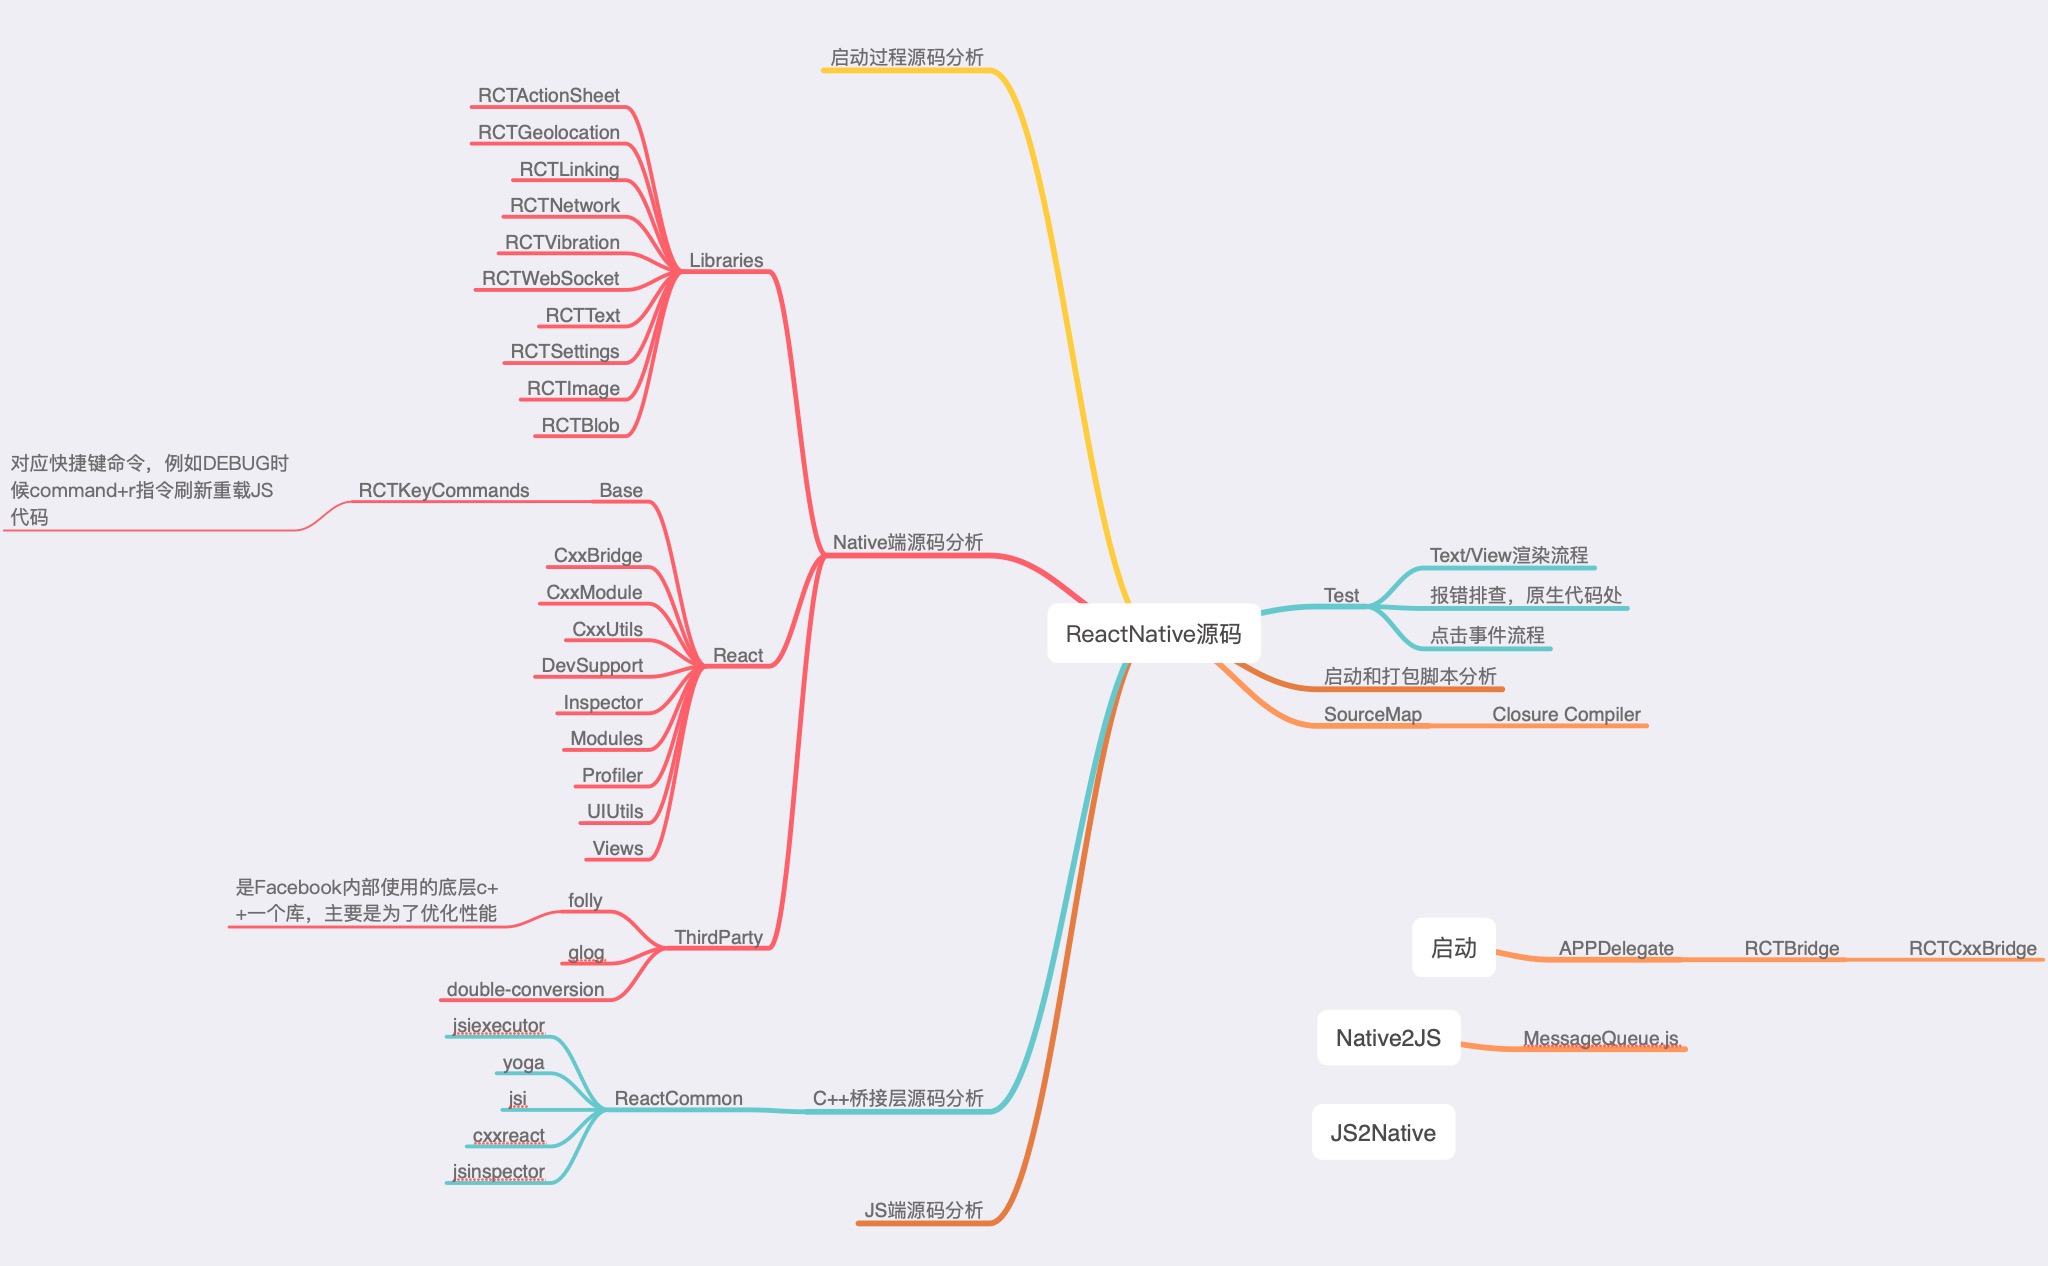 启动过程源码分析
RCTActionSheet
RCTGeolocation
RCTLinking
RCTNetwork
RCTVibration
RCTWebSocket
RCTText
RCTSettings
RCTImage
RCTBlob
Libraries
对应快捷键命令，例如DEBUG时
候command+r指令刷新重载JS
代码
RCTKeyCommands
Base
CxxBridge
CxxModule
CxxUtils
DevSupport
Inspector
Modules
Profiler
UIUtils
Views
React
Native端源码分析
是Facebook内部使用的底层c+
+一个库，主要是为了优化性能
folly
glog
double-conversion
ThirdParty
jsiexecutor
yoga
jsi
cxxreact
jsinspector
ReactCommon
C++桥接层源码分析
JS端源码分析
ReactNative源码
Test
Text/View渲染流程
报错排查，原生代码处
点击事件流程
启动和打包脚本分析
SourceMap
Closure Compiler
启动
APPDelegate
RCTBridge
RCTCxxBridge
Native2JS
MessageQueue.js
JS2Native